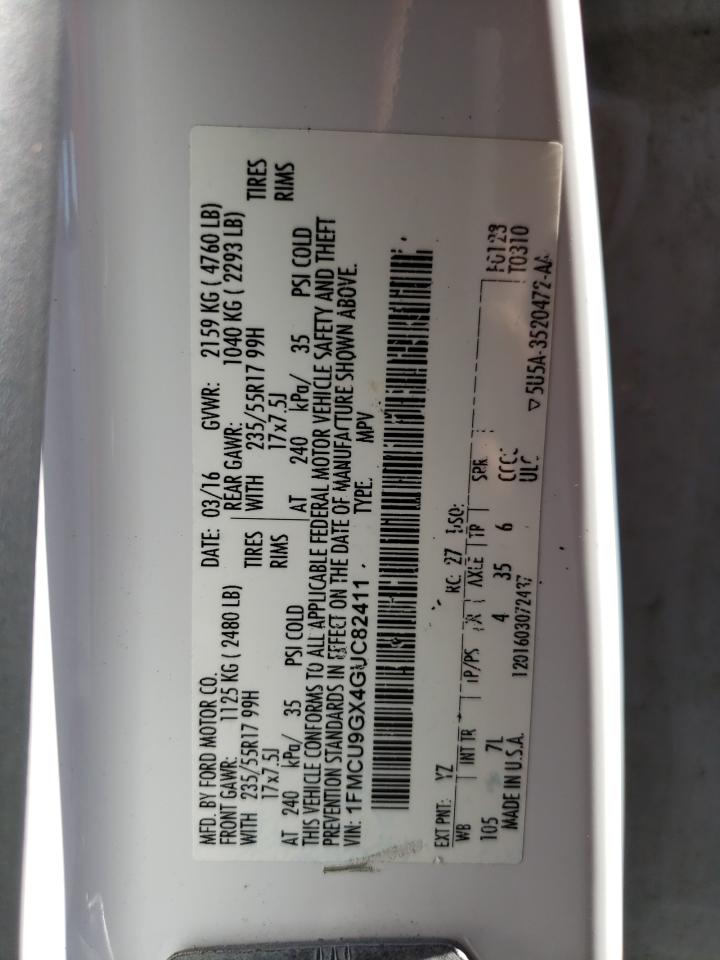 MFD. BY FORD MOTOR CO.
DATE: 03/16 GVWR: 2159 KG ( 4760 LB)
FRONT GAWR: 1125 KG ( 2480 LB)
REAR GAWR: 1040 KG ( 2293 LB)
WITH 235/55R17 99H TIRES
WITH 235/55R17 99H TIRES
17x7.5J RIMS
17x7.5J RIMS
AT 240 kPa/ 35 PSI COLD
AT 240 kPa/ 35 PSI COLD
THIS VEHICLE CONFORMS TO ALL APPLICABLE FEDERAL MOTOR VEHICLE SAFETY AND THEFT
PREVENTION STANDARDS IN EFFECT ON THE DATE OF MANUFACTURE SHOWN ABOVE.
VIN: 1FMCU9GX4GUC82411 TYPE: MPV
EXT PNT: YZ RC: 27 DSO:
WB INT TR TP/PS R AXLE TR SPR
105 7L 4 35 6
MADE IN U.S.A. 
T0310
▽5U5A-3520472-AA